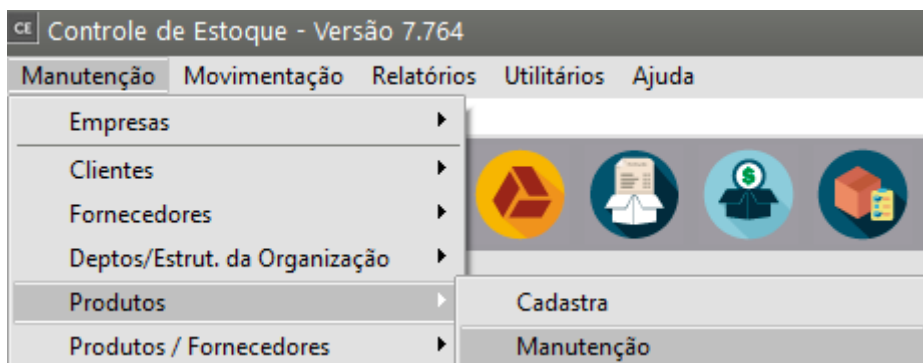 CE Controle de Estoque - Versão 7.764
Manutenção Movimentação Relatórios Utilitários Ajuda
Empresas
Clientes
Fornecedores
Deptos/Estrut. da Organização
Produtos
Cadastra
Produtos / Fornecedores
Manutenção